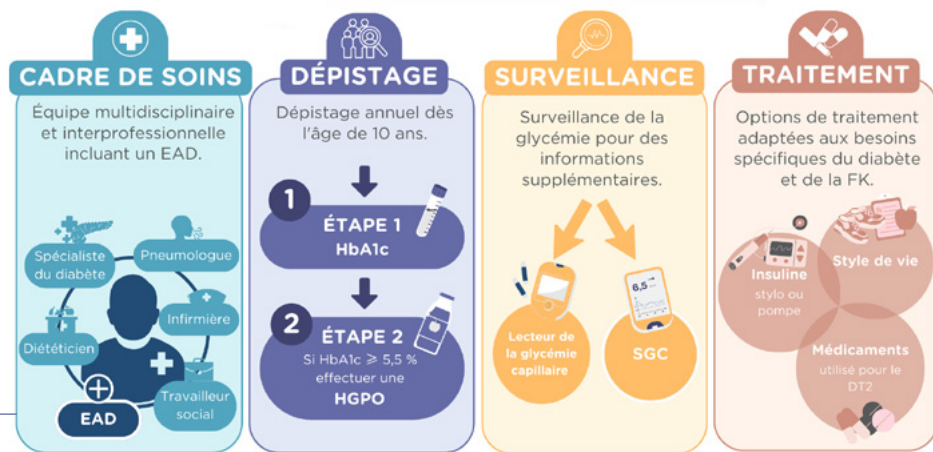 CADRE DE SOINS
Équipe multidisciplinaire
et interprofessionnelle
incluant un EAD.
Spécialiste
du diabète
Pneumologue
Infirmière
Diététicien
Travailleur
social
EAD
DÉPISTAGE
Dépistage annuel dès
l'âge de 10 ans.
1
ÉTAPE 1
HbA1c
2
ÉTAPE 2
Si HbA1c ⩾ 5,5 %
effectuer une
HGPO
SURVEILLANCE
Surveillance de la
glycémie pour des
informations
supplémentaires.
6,5
Lecteur de
la glycémie
capillaire
SGC
TRAITEMENT
Options de traitement
adaptées aux besoins
spécifiques du diabète
et de la FK.
Insuline
stylo ou
pompe
Style de vie
Médicaments
utilisé pour le
DT2